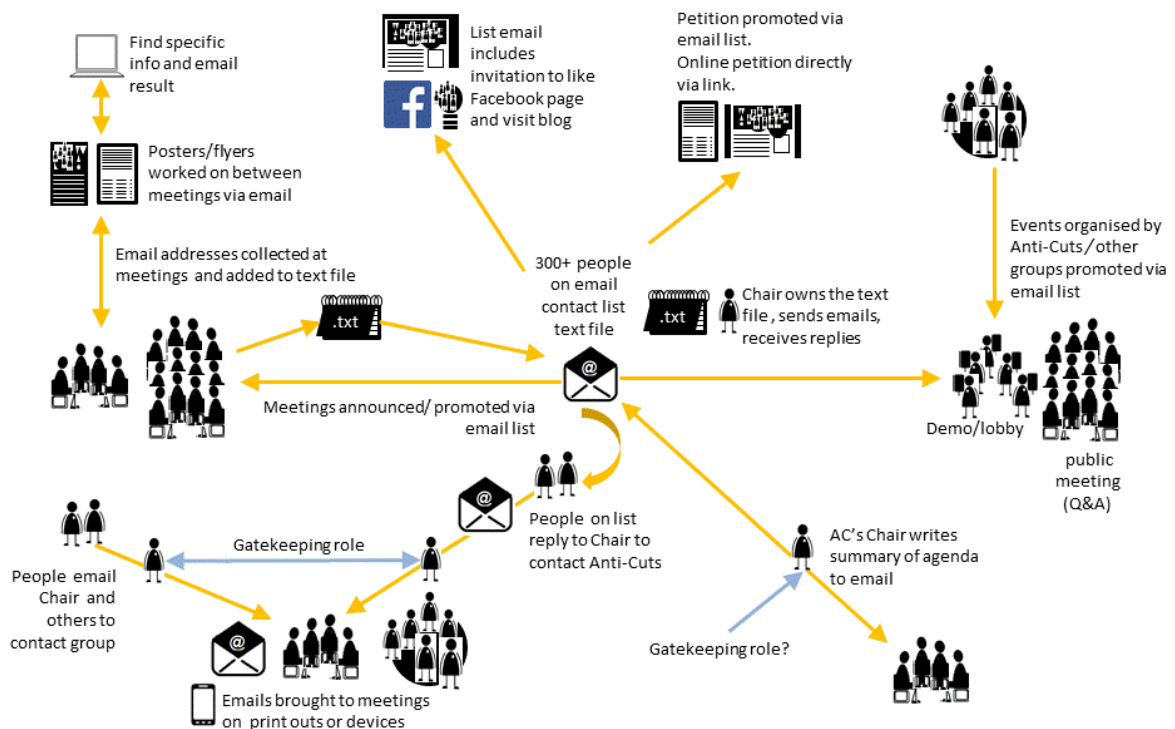 Find specific
info and email
result
List email
includes
invitation to like
Facebook page
and visit blog
Petition promoted via
email list.
Online petition directly
via link.
Posters/flyers
worked on between
meetings via email
Events organised by
Anti-Cuts/other
groups promoted via
email list
Email addresses collected at
meetings and added to text file
300+ people
on email
contact list
text file
.txt
.txt
Chair owns the text
file , sends emails,
receives replies
@
Meetings announced/ promoted via
email list
Demo/lobby
public
meeting
(Q&A)
@
People on list
reply to Chair to
contact Anti-Cuts
AC's Chair writes
summary of agenda
to email
Gatekeeping role
People email
Chair and
others to
contact group
@
Gatekeeping role?
Emails brought to meetings
on print outs or devices